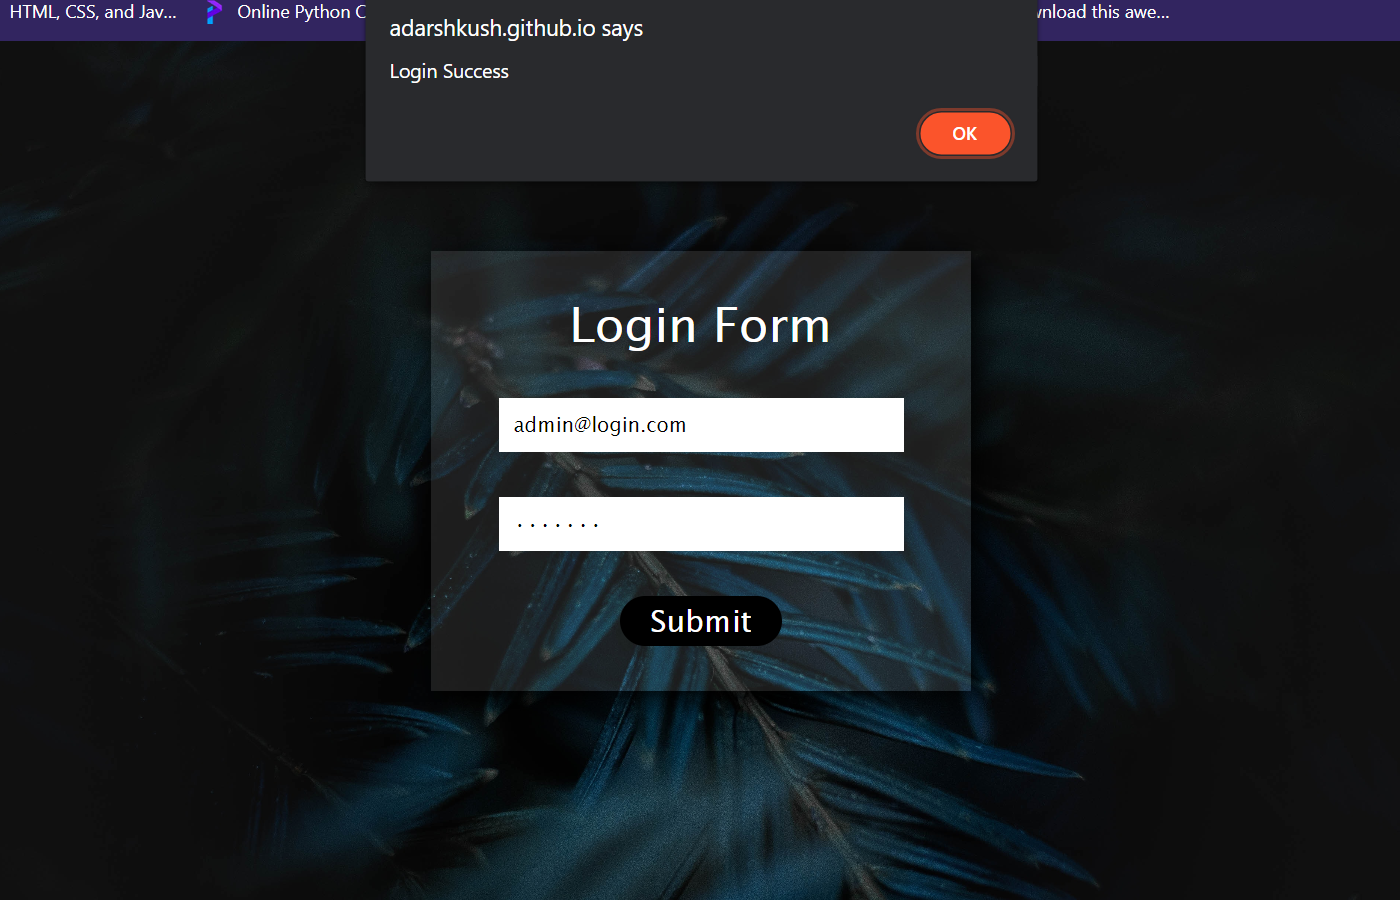 HTML, CSS, and Jav... Online Python C
adarshkush.github.io says
Login Success
OK
Login Form
admin@login.com
.......
Submit
wnload this awe...